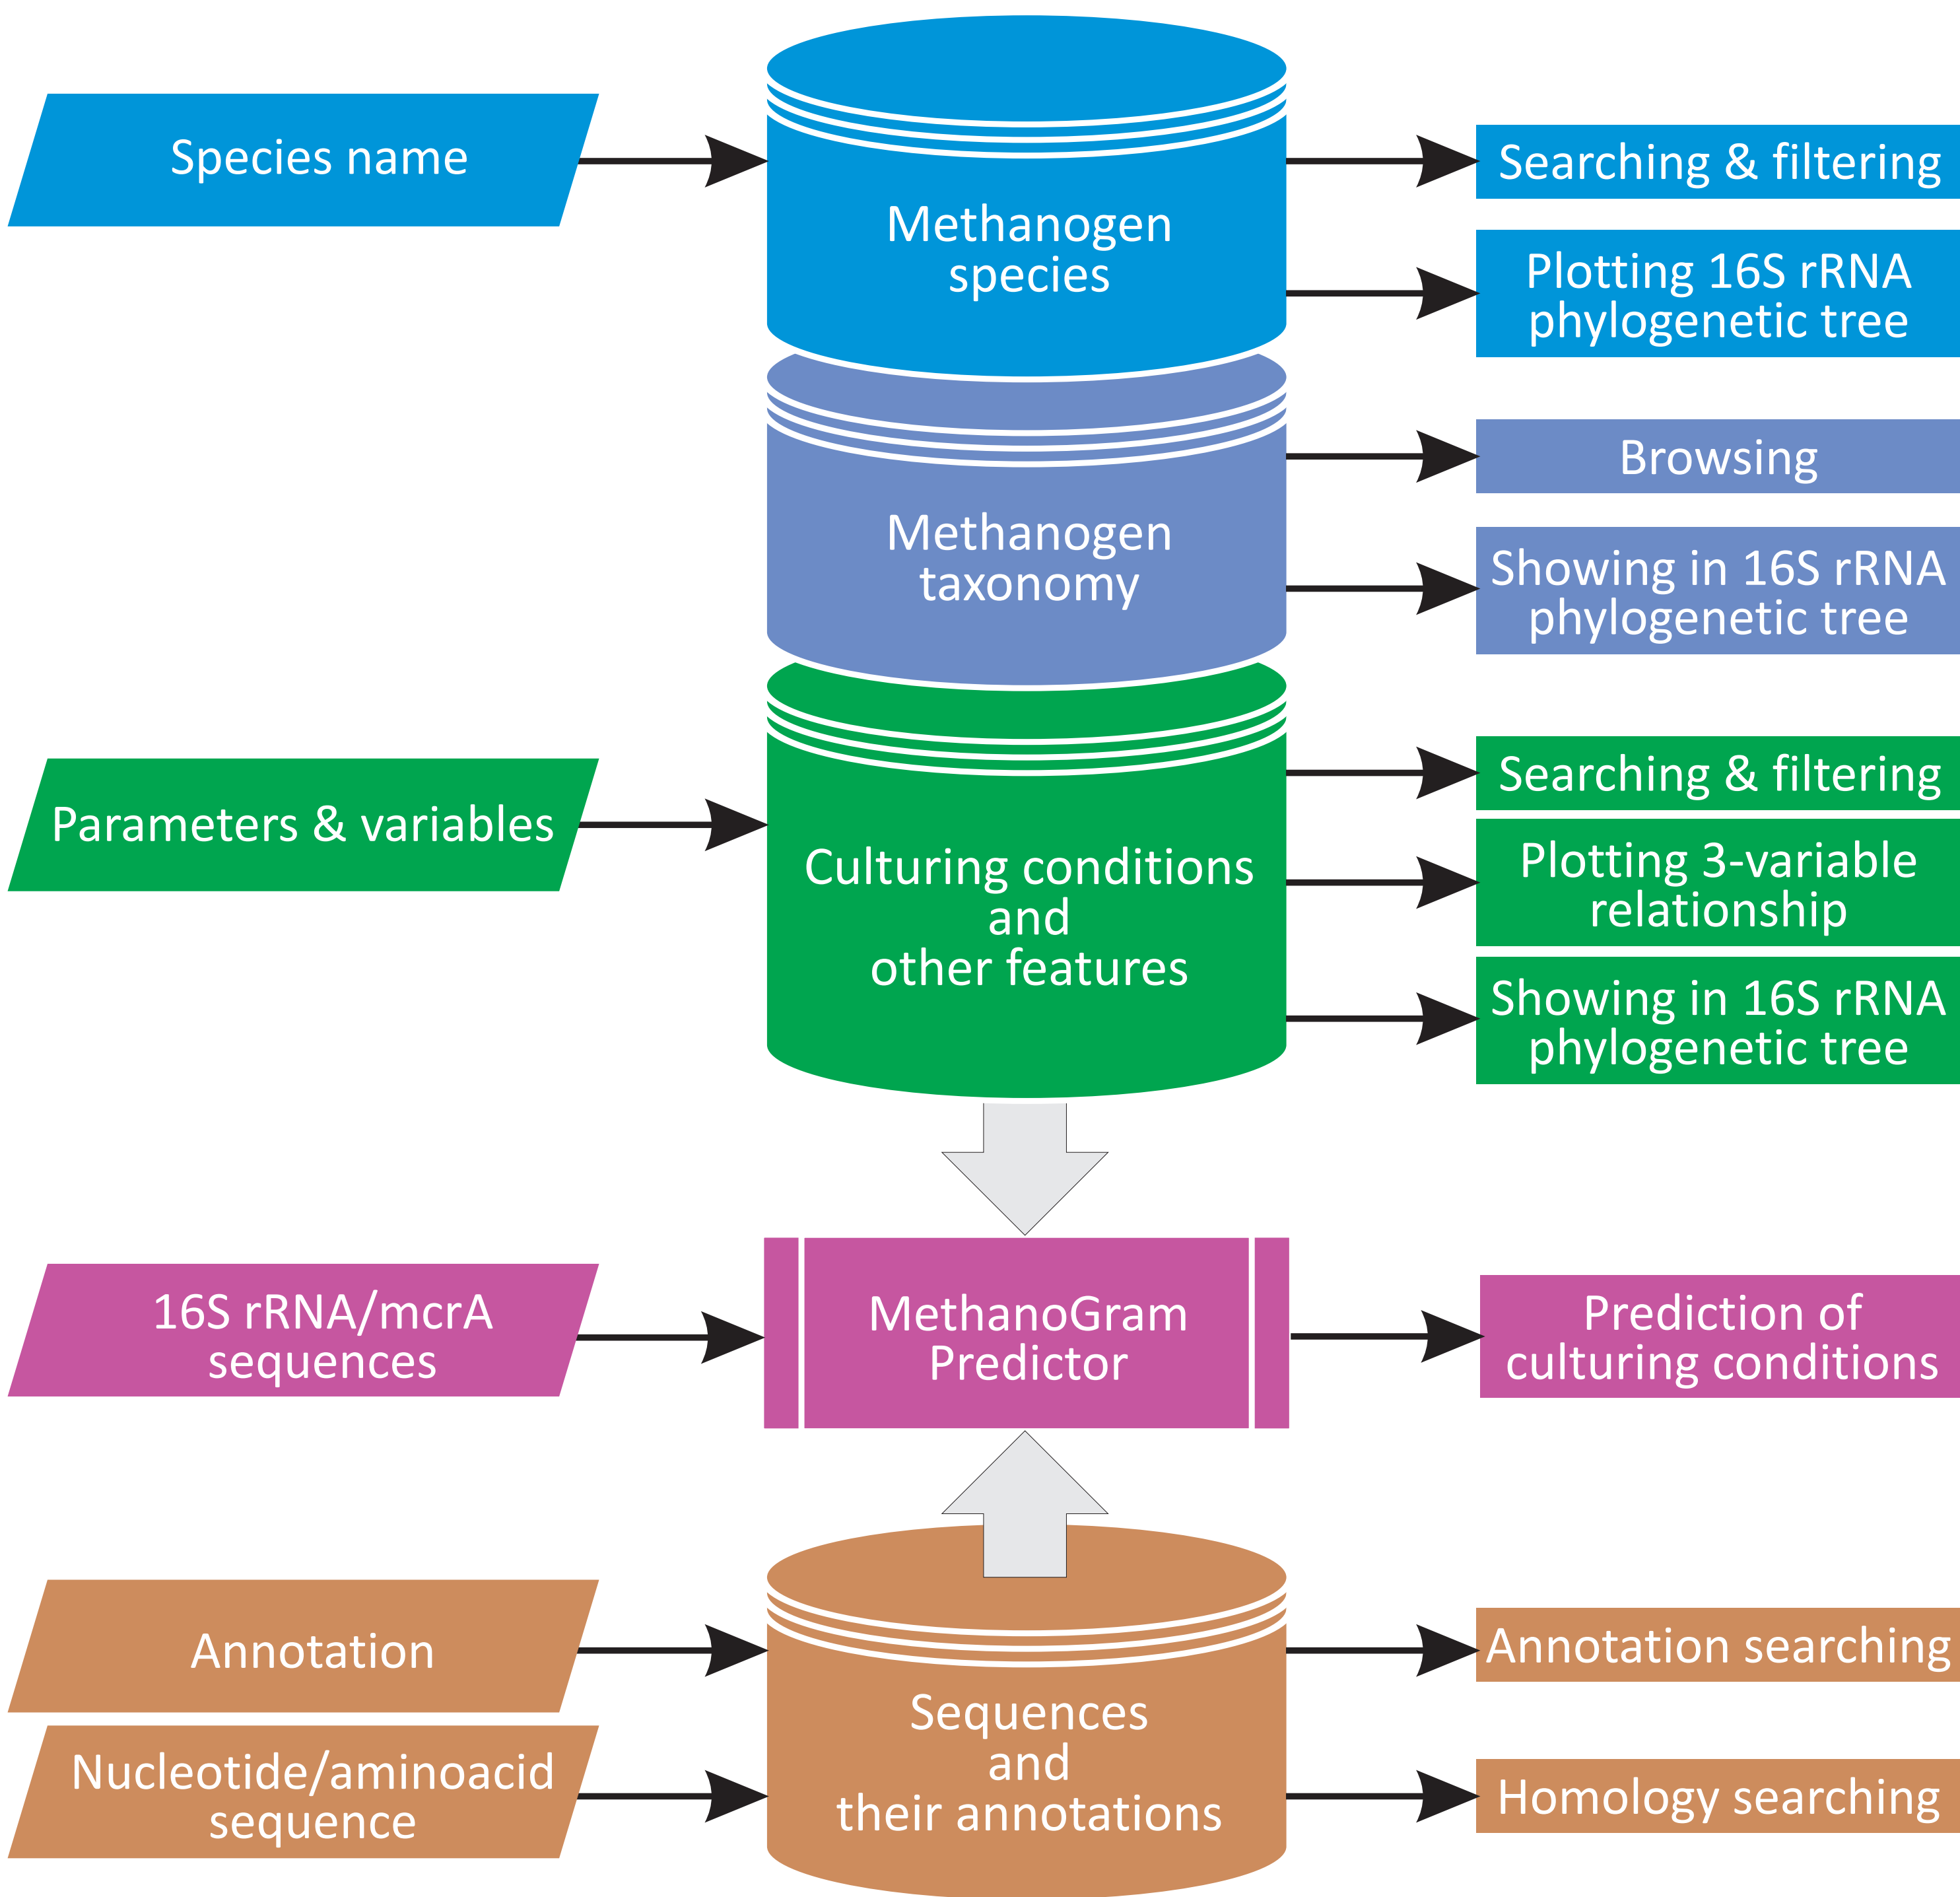 Species name
Methanogen
species
Searching & filtering
Plotting 16S rRNA
phylogenetic tree
Methanogen
taxonomy
Browsing
Showing in 16S rRNA
phylogenetic tree
Parameters & variables
Culturing conditions
and
other features
Searching & filtering
Plotting 3-variable
relationship
Showing in 16S rRNA
phylogenetic tree
16S rRNA/mcrA
sequences
MethanoGram
Predictor
Prediction of
culturing conditions
Annotation
Nucleotide/aminoacid
sequence
Sequences
and
their annotations
Annotation searching
Homology searching